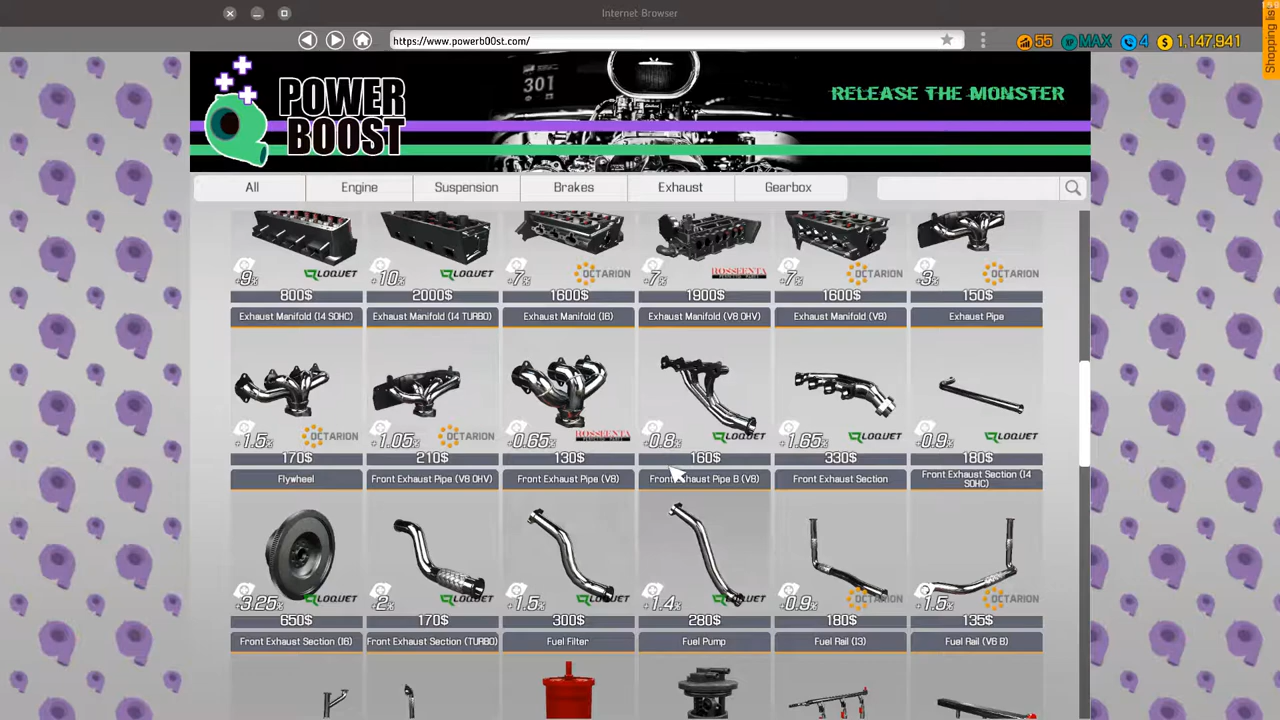 Internet Browser
Shopping list
https://www.powerb00st.com/
55
XP MAX
4
$ 1,147,941
301
POWER
BOOST
RELEASE THE MONSTER
All
Engine
Suspension
Brakes
Exhaust
Gearbox
+9%
LOQUET
+10%
LOQUET
+7%
OCTARION
+7%
ROSSEENTA
+7%
OCTARION
+3%
OCTARION
800$
2000$
1600$
1900$
1600$
150$
Exhaust Manifold (I4 SOHC)
Exhaust Manifold (I4 TURBO)
Exhaust Manifold (I6)
Exhaust Manifold (V8 OHV)
Exhaust Manifold (V8)
Exhaust Pipe
+1.5%
OCTARION
+1.05%
OCTARION
+0.65%
ROSSEENTA
+0.8%
LOQUET
+1.65%
LOQUET
+0.9%
LOQUET
170$
210$
130$
160$
330$
180$
Flywheel
Front Exhaust Pipe (V8 OHV)
Front Exhaust Pipe (V8)
Front Exhaust Pipe B (V8)
Front Exhaust Section
Front Exhaust Section (I4
SOHC)
+3.25%
LOQUET
+2%
LOQUET
+1.5%
LOQUET
+1.4%
LOQUET
+0.9%
OCTARION
+1.5%
OCTARION
650$
170$
300$
280$
180$
135$
Front Exhaust Section (I6)
Front Exhaust Section (TURBO)
Fuel Filter
Fuel Pump
Fuel Rail (I3)
Fuel Rail (V6 B)